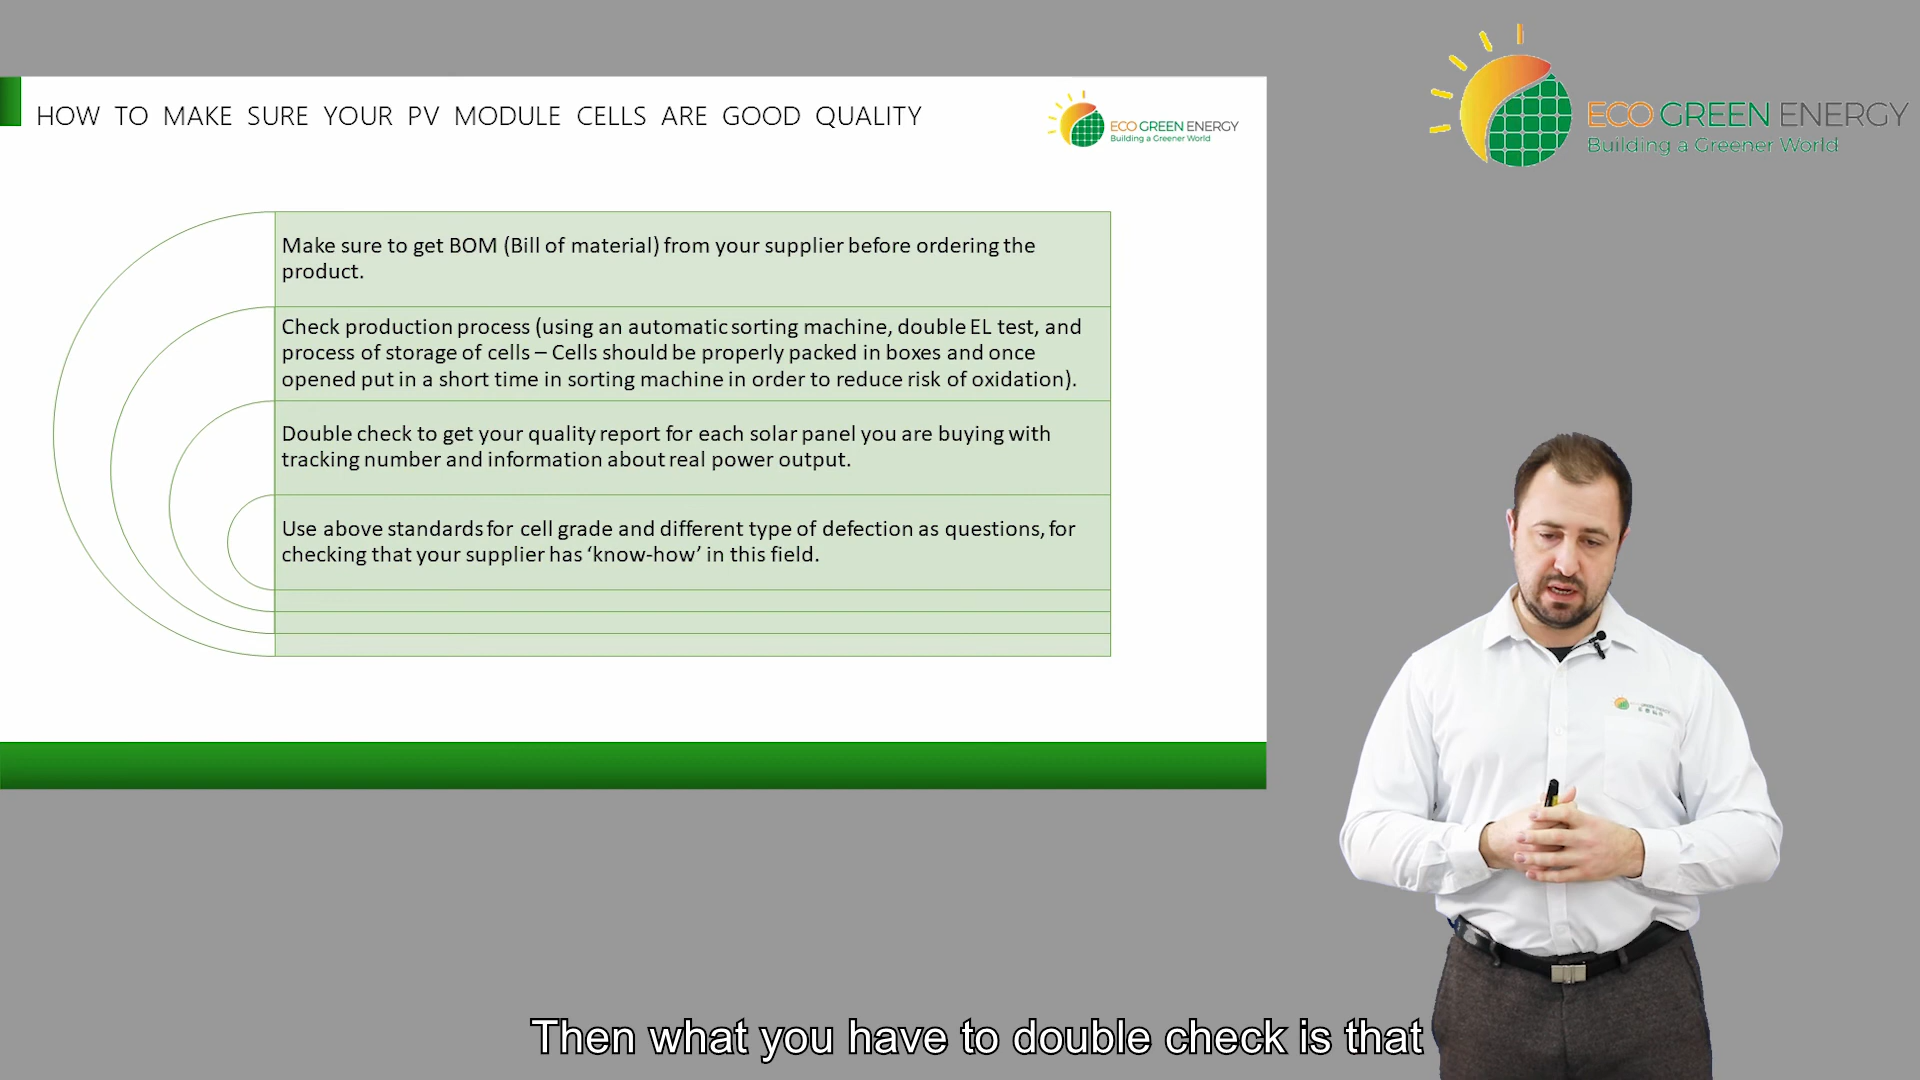 HOW TO MAKE SURE YOUR PV MODULE CELLS ARE GOOD QUALITY
ECO GREEN ENERGY
Building a Greener World
ECO GREEN ENERGY
Building a Greener World
Make sure to get BOM (Bill of material) from your supplier before ordering the
product.
Check production process (using an automatic sorting machine, double EL test, and
process of storage of cells – Cells should be properly packed in boxes and once
opened put in a short time in sorting machine in order to reduce risk of oxidation).
Double check to get your quality report for each solar panel you are buying with
tracking number and information about real power output.
Use above standards for cell grade and different type of defection as questions, for
checking that your supplier has ‘know-how’ in this field.
Then what you have to double check is that